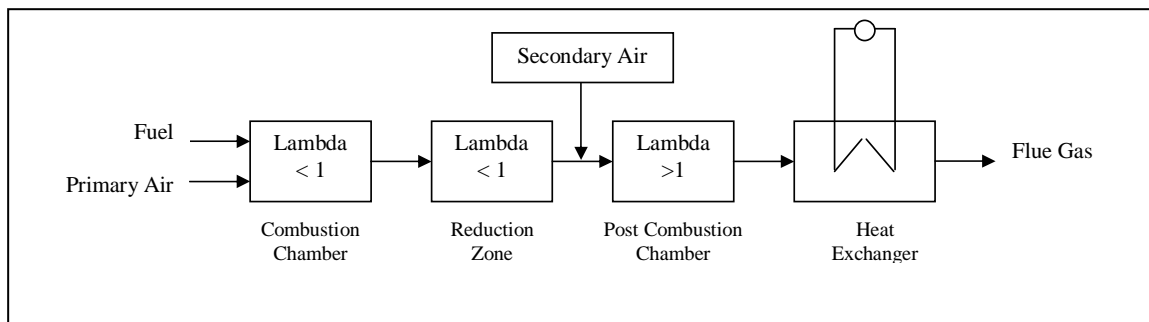 Secondary Air
Fuel
Primary Air
Lambda
< 1
Lambda
< 1
Lambda
>1
Flue Gas
Combustion
Chamber
Reduction
Zone
Post Combustion
Chamber
Heat
Exchanger